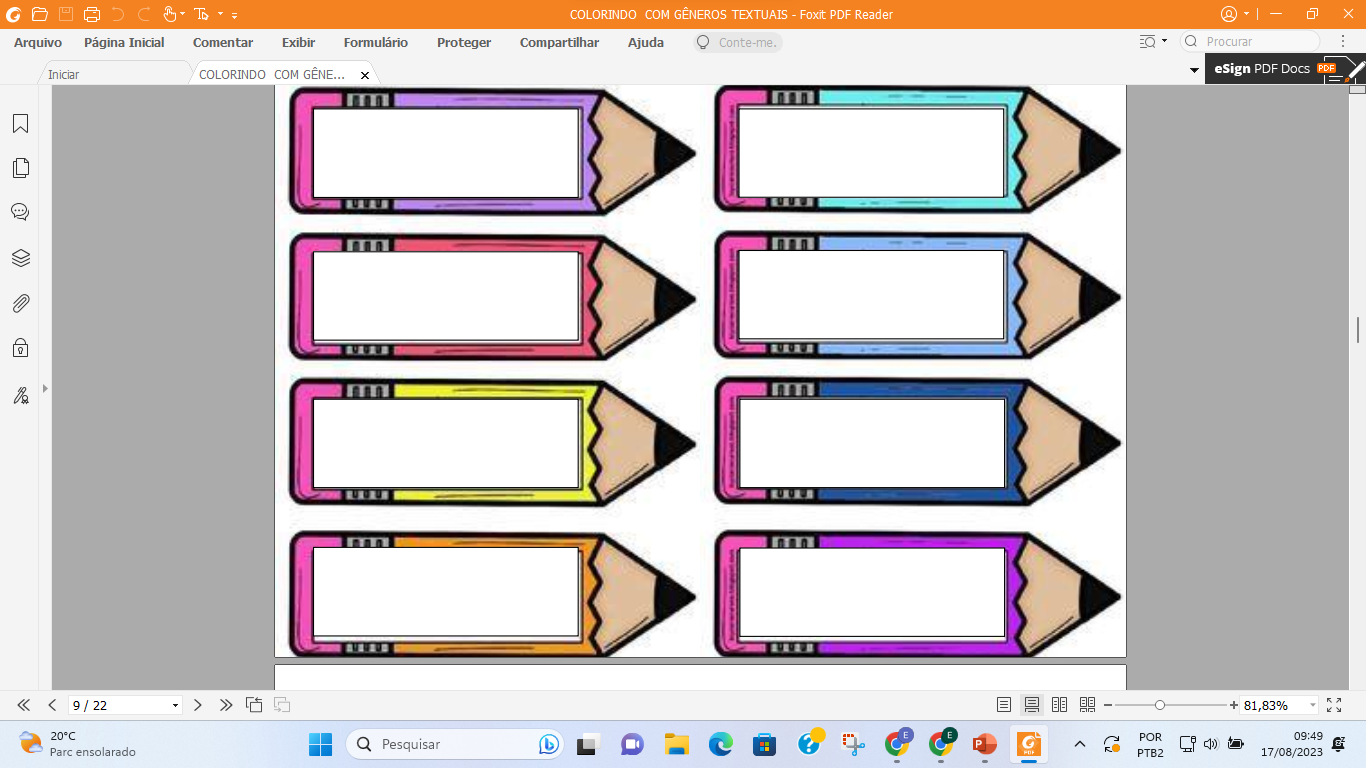 COLORINDO COM GÊNEROS TEXTUAIS - Foxit PDF Reader
Arquivo Página Inicial Comentar Exibir Formulário Proteger Compartilhar Ajuda Conte-me. Procurar
Iniciar COLORINDO COM GÊNE... eSign PDF Docs PDF
9 / 22 81,83%
20°C
Parc ensolarado
Pesquisar
POR
PTB2
09:49
17/08/2023